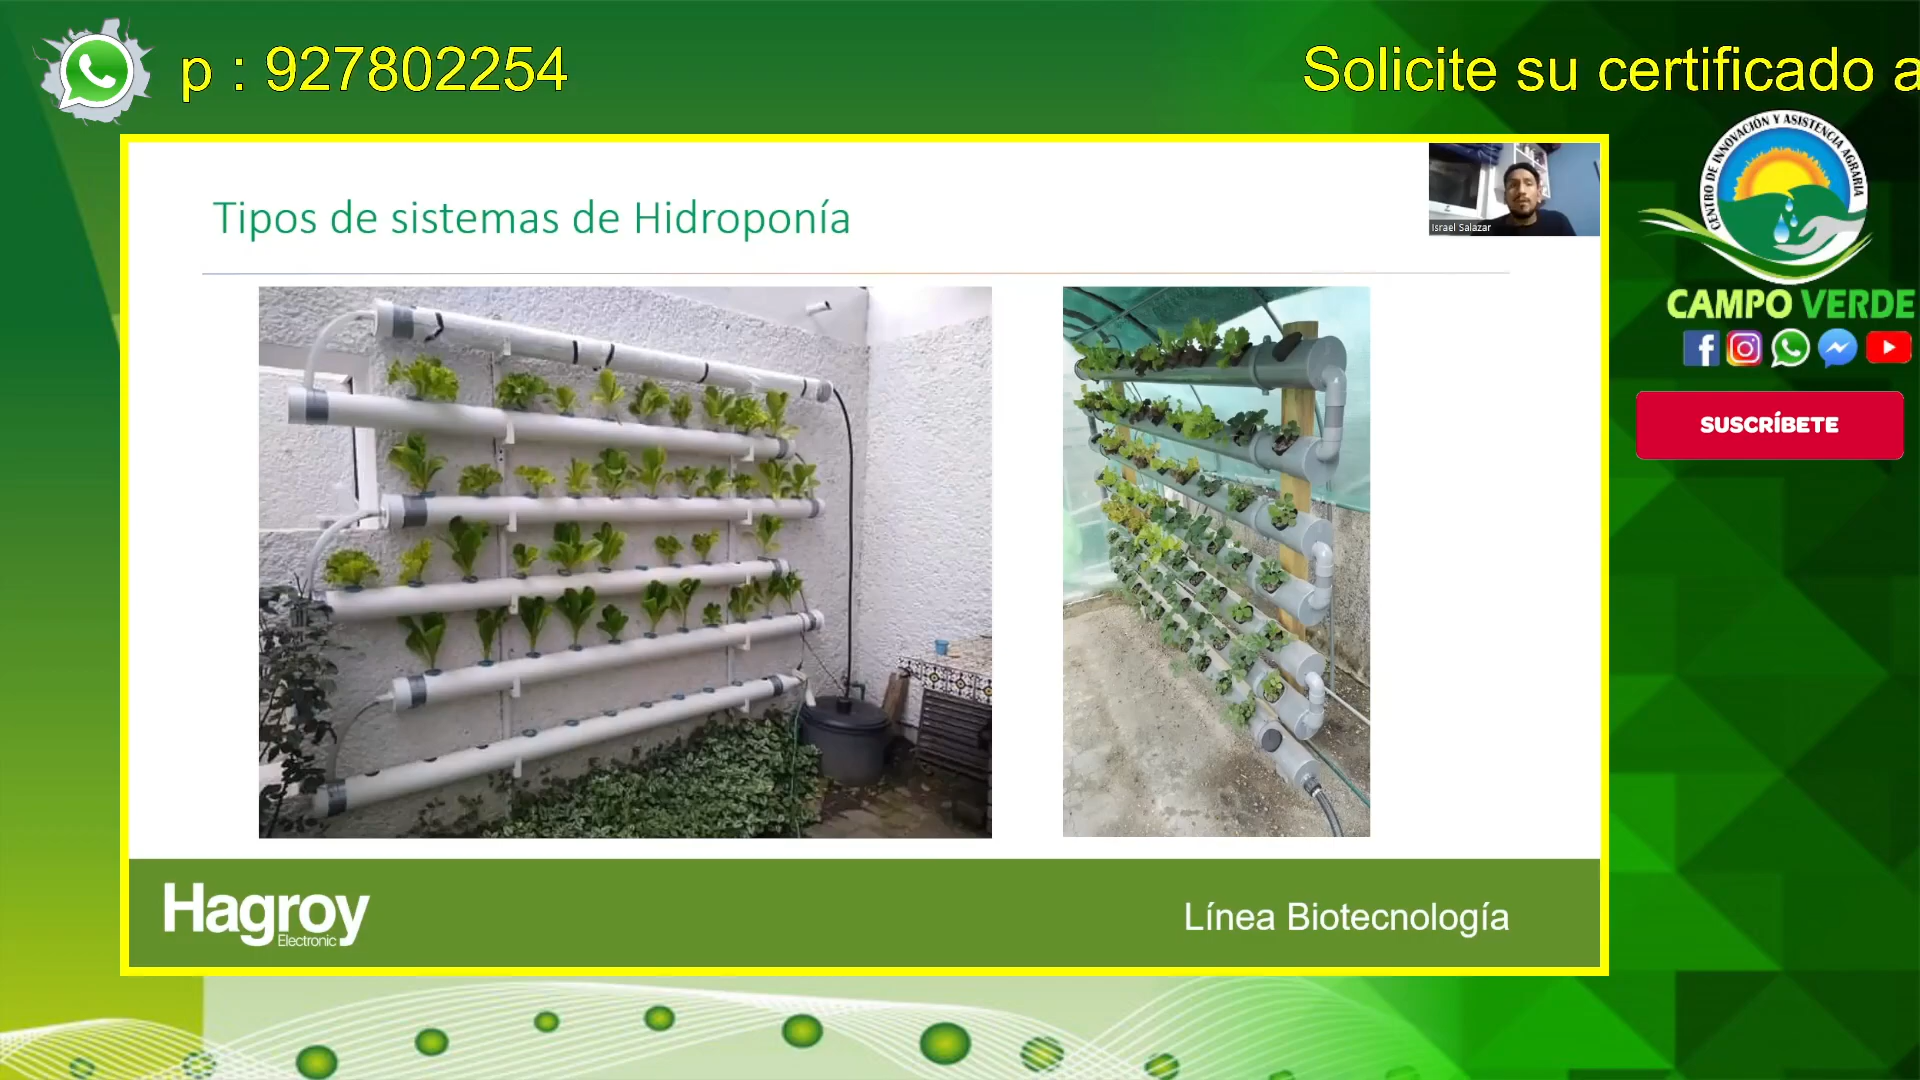 p : 927802254
Solicite su certificado a
CENTRO DE INNOVACIÓN Y ASISTENCIA AGRARIA
CAMPO VERDE
SUSCRÍBETE
Tipos de sistemas de Hidroponía
Israel Salazar
Hagroy
Electronic
Línea Biotecnología